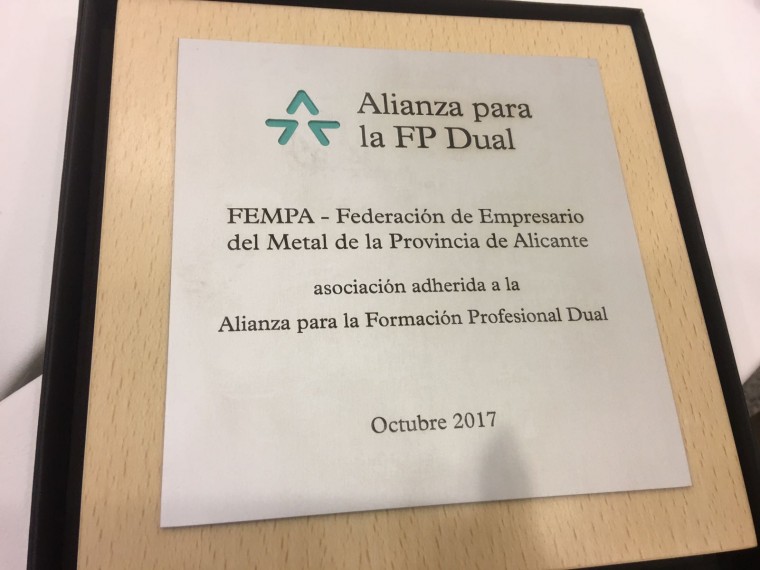 Alianza para
la FP Dual
FEMPA - Federación de Empresario
del Metal de la Provincia de Alicante
asociación adherida a la
Alianza para la Formación Profesional Dual
Octubre 2017